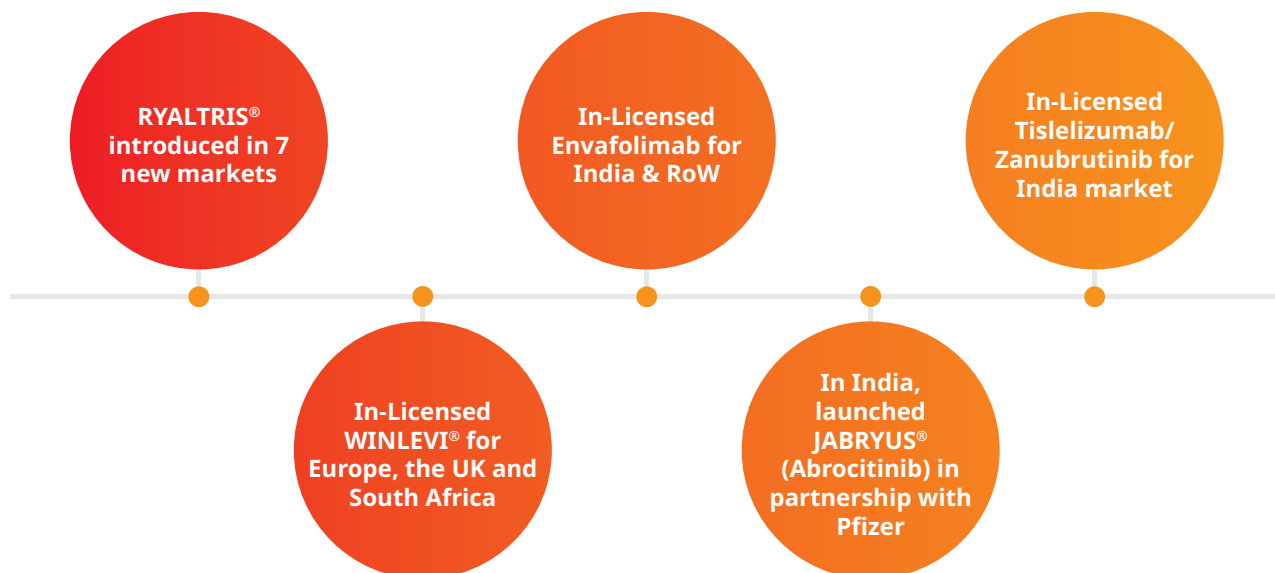 RYALTRIS®
introduced in 7
new markets
In-Licensed
WINLEVI® for
Europe, the UK and
South Africa
In-Licensed
Envafolimab for
India & RoW
In India,
launched
JABRYUS®
(Abrocitinib) in
partnership with
Pfizer
In-Licensed
Tislelizumab/
Zanubrutinib for
India market